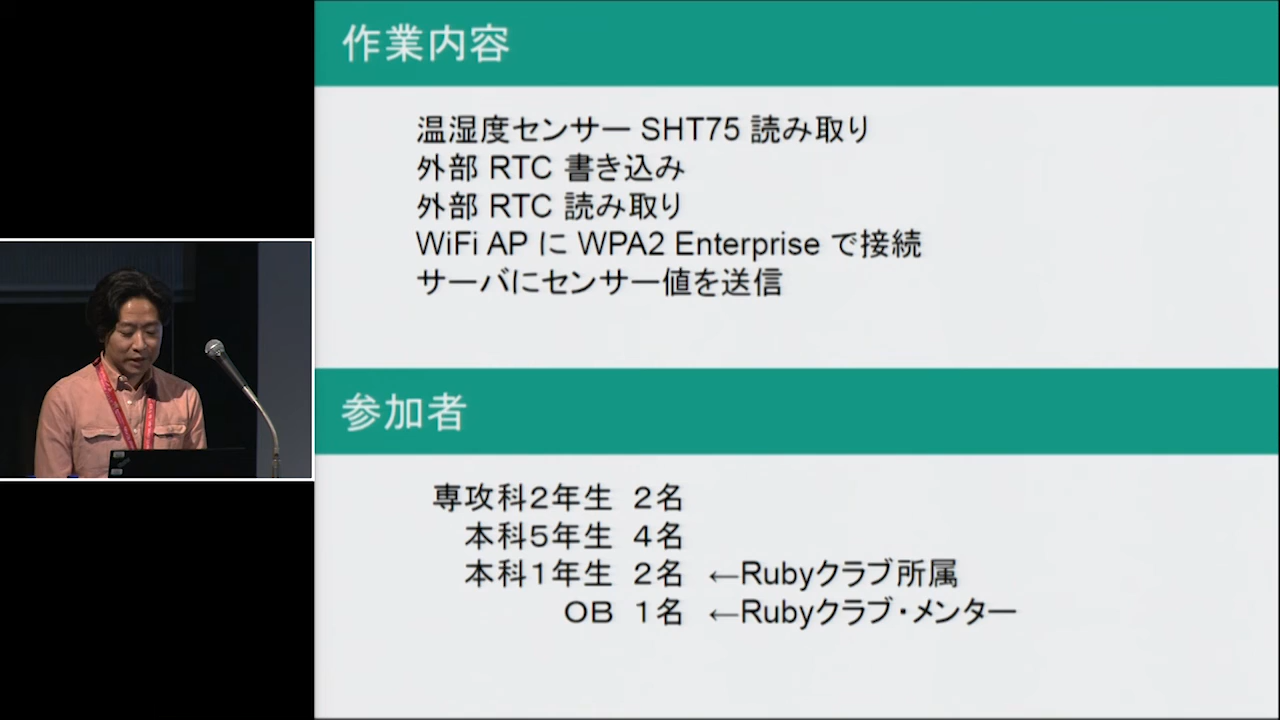 作業内容
温湿度センサー SHT75 読み取り
外部 RTC 書き込み
外部 RTC 読み取り
WiFi AP に WPA2 Enterprise で接続
サーバにセンサー値を送信
参加者
専攻科２年生 ２名
本科５年生 ４名
本科１年生 ２名 ←Rubyクラブ所属
ＯＢ １名 ←Rubyクラブ・メンター